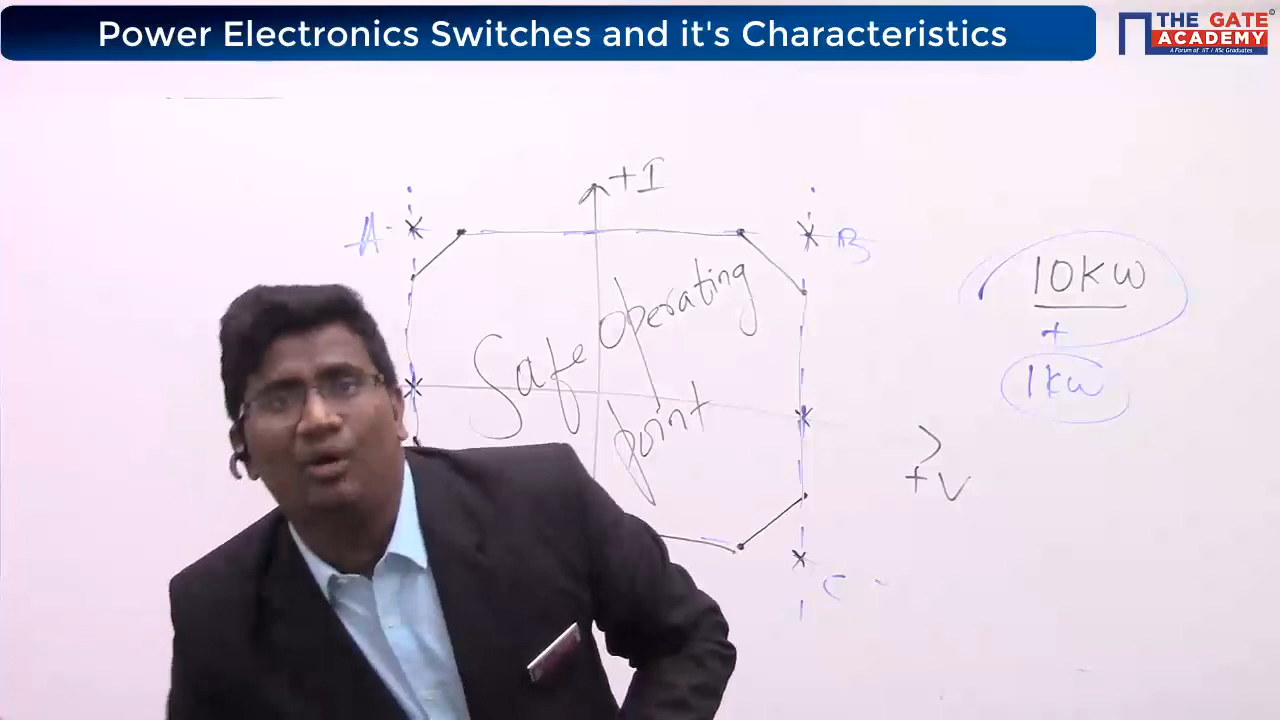 Power Electronics Switches and it's Characteristics
THE GATE
ACADEMY
A Forum of IIT / IISc Graduates
+I
A
B
Safe operating
point
10kw
+
1kw
+V
C